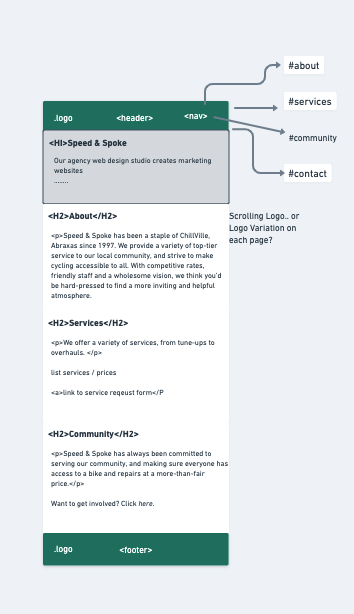 #about
#services
.logo
<header>
<nav>
#community
<H1>Speed & Spoke
Our agency web design studio creates marketing
websites
........
#contact
<H2>About</H2>
Scrolling Logo.. or
Logo Variation on
each page?
<p>Speed & Spoke has been a staple of ChillVille,
Abraxas since 1997. We provide a variety of top-tier
service to our local community, and strive to make
cycling accessible to all. With competitive rates,
friendly staff and a wholesome vision, we think you'd
be hard-pressed to find a more inviting and helpful
atmosphere.
<H2>Services</H2>
<p>We offer a variety of services, from tune-ups to
overhauls. </p>
list services / prices
<a>link to service reqeust form</P
<H2>Community</H2>
<p>Speed & Spoke has always been committed to
serving our community, and making sure everyone has
access to a bike and repairs at a more-than-fair
price.</p>
Want to get involved? Click here.
.logo
<footer>